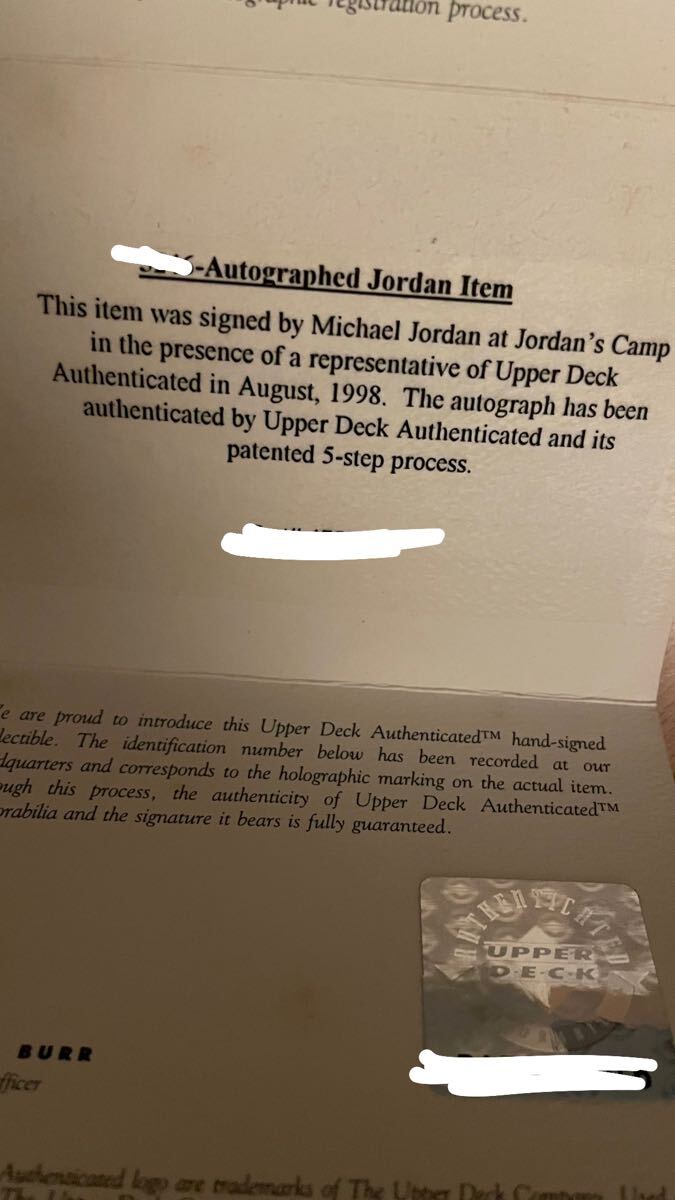 registration process.
-Autographed Jordan Item
This item was signed by Michael Jordan at Jordan's Camp
in the presence of a representative of Upper Deck
Authenticated in August, 1998. The autograph has been
authenticated by Upper Deck Authenticated and its
patented 5-step process.
e are proud to introduce this Upper Deck Authenticated™ hand-signed
lectible. The identification number below has been recorded at our
dquarters and corresponds to the holographic marking on the actual item.
ough this process, the authenticity of Upper Deck Authenticated™
orabilia and the signature it bears is fully guaranteed.
AUTHENTICATED
UPPER
D·E·C·K
BURR
fficer
Authenticated logo are trademarks of The Upper Deck Company